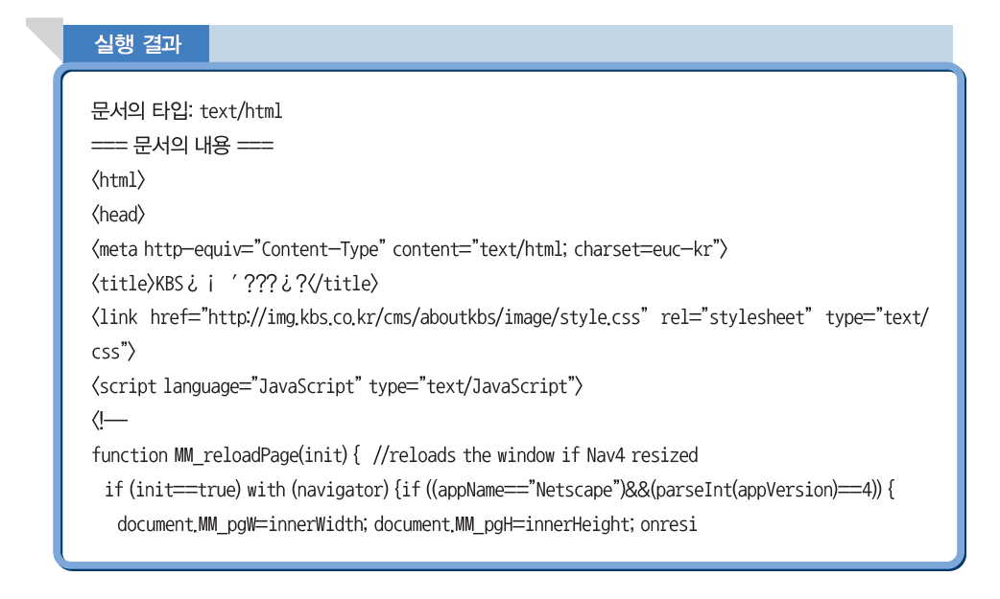 실행 결과
문서의 타입: text/html
=== 문서의 내용 ===
<html>
<head>
<meta http-equiv="Content-Type" content="text/html; charset=euc-kr">
<title>KBS¿¡ ´???¿?</title>
<link href="http://img.kbs.co.kr/cms/aboutkbs/image/style.css" rel="stylesheet" type="text/
css">
<script language="JavaScript" type="text/JavaScript">
<!--
function MM_reloadPage(init) { //reloads the window if Nav4 resized
if (init==true) with (navigator) {if ((appName=="Netscape")&&(parseInt(appVersion)==4)) {
document.MM_pgW=innerWidth; document.MM_pgH=innerHeight; onresi